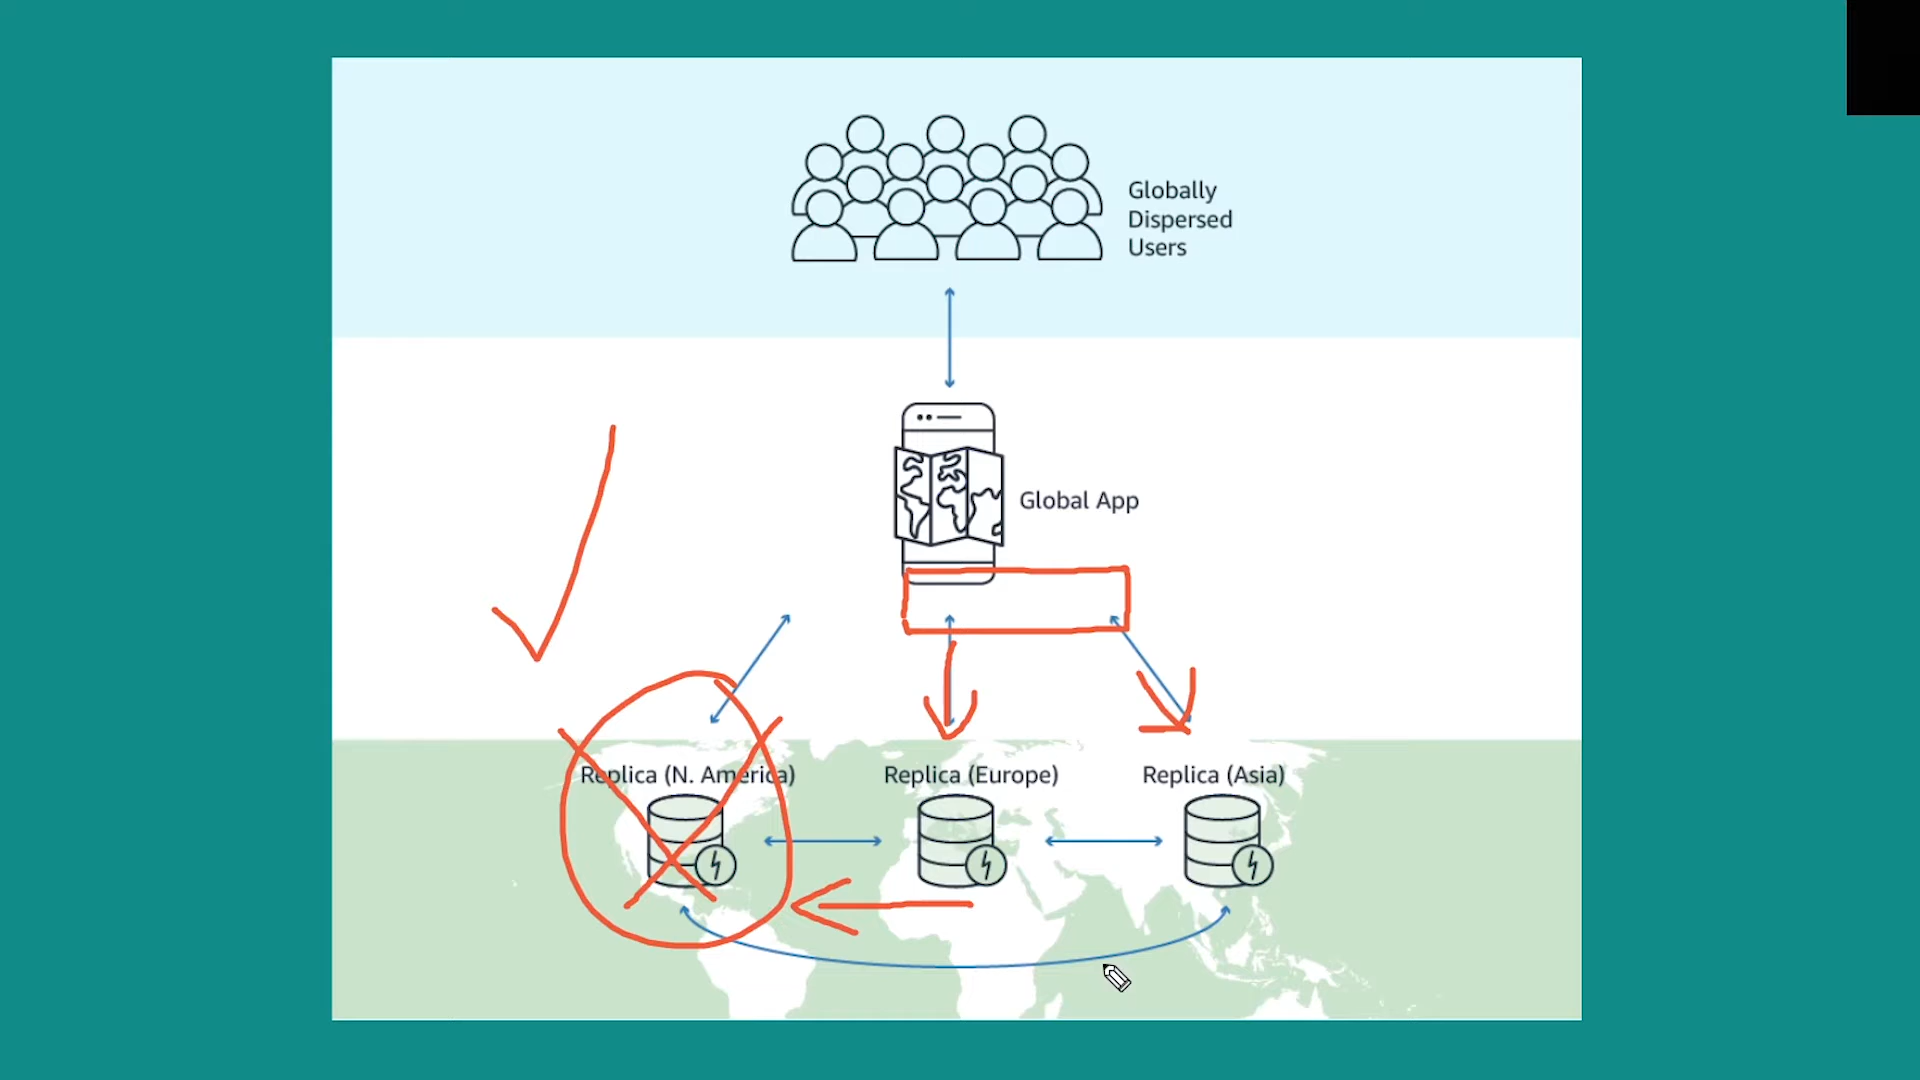 Globally
Dispersed
Users
Global App
Replica (N. America)
Replica (Europe)
Replica (Asia)